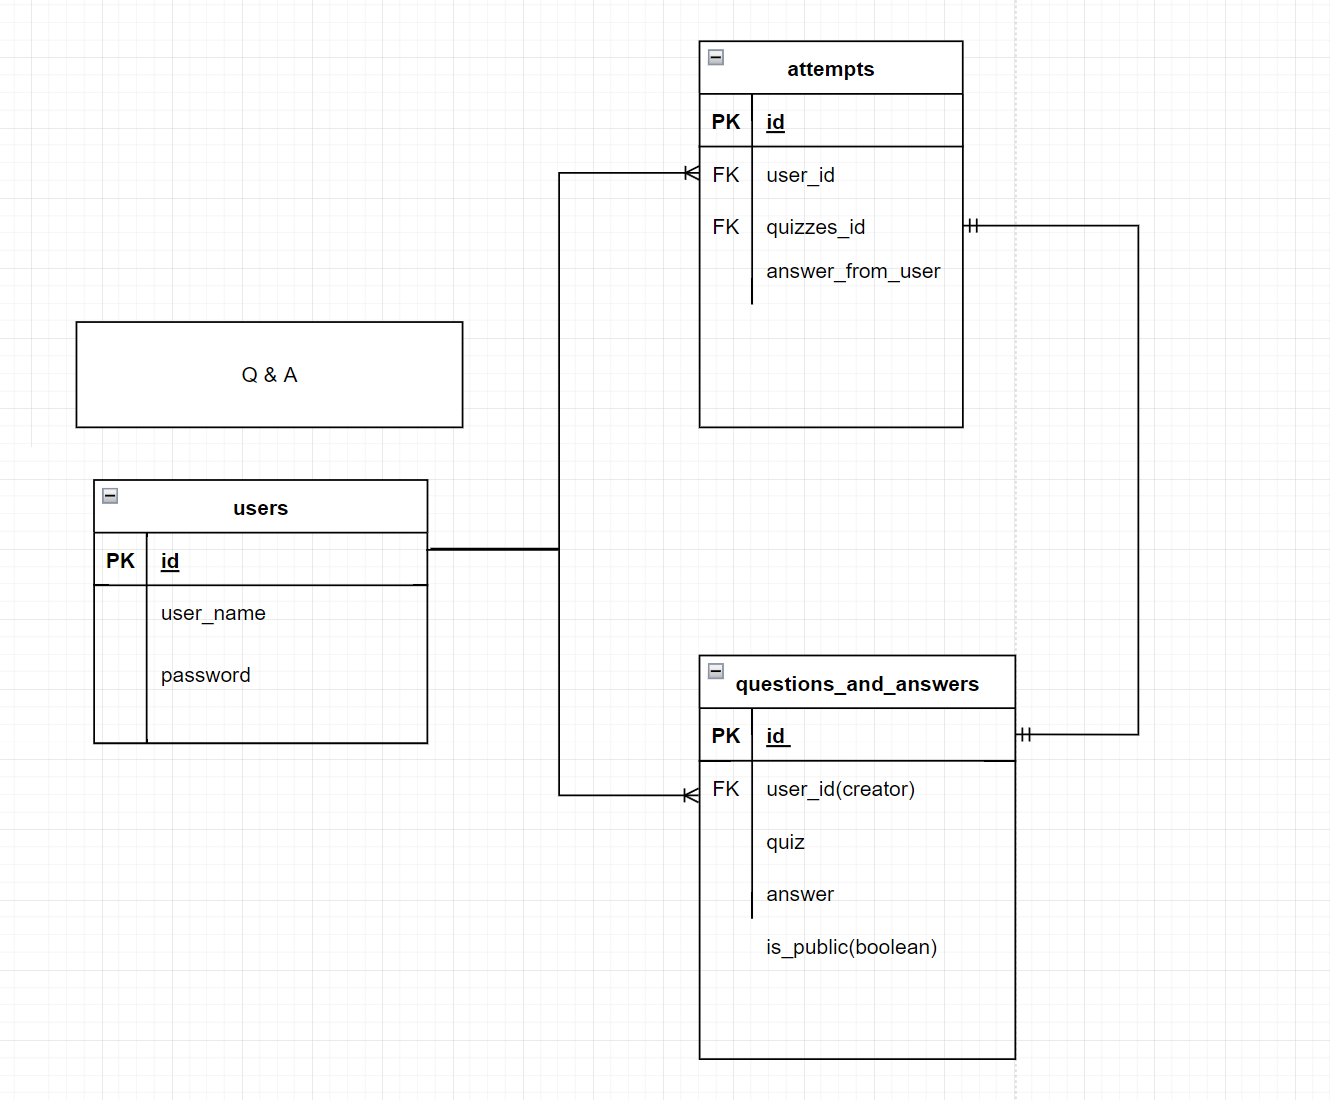 attempts
PK id
FK user_id
FK quizzes_id
answer_from_user
Q & A
users
PK id
user_name
password
questions_and_answers
PK id
FK user_id(creator)
quiz
answer
is_public(boolean)